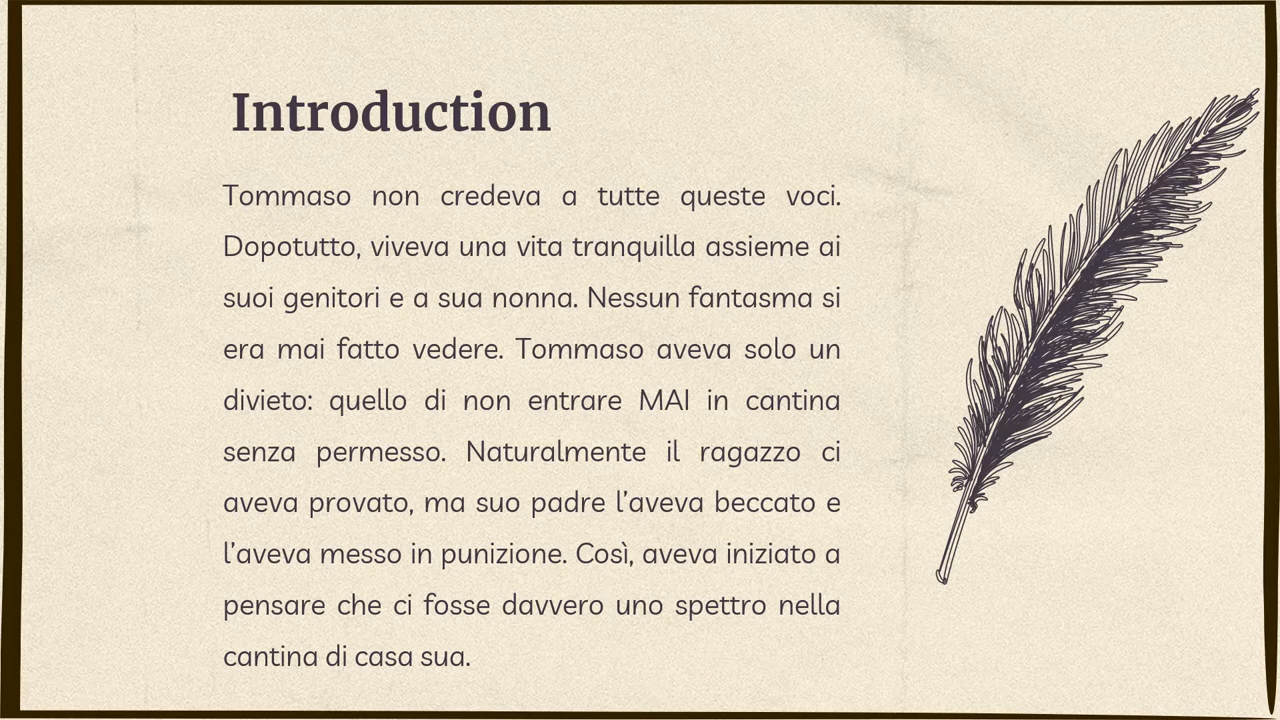 Introduction
Tommaso non credeva a tutte queste voci.
Dopotutto, viveva una vita tranquilla assieme ai
suoi genitori e a sua nonna. Nessun fantasma si
era mai fatto vedere. Tommaso aveva solo un
divieto: quello di non entrare MAI in cantina
senza permesso. Naturalmente il ragazzo ci
aveva provato, ma suo padre l’aveva beccato e
l’aveva messo in punizione. Così, aveva iniziato a
pensare che ci fosse davvero uno spettro nella
cantina di casa sua.